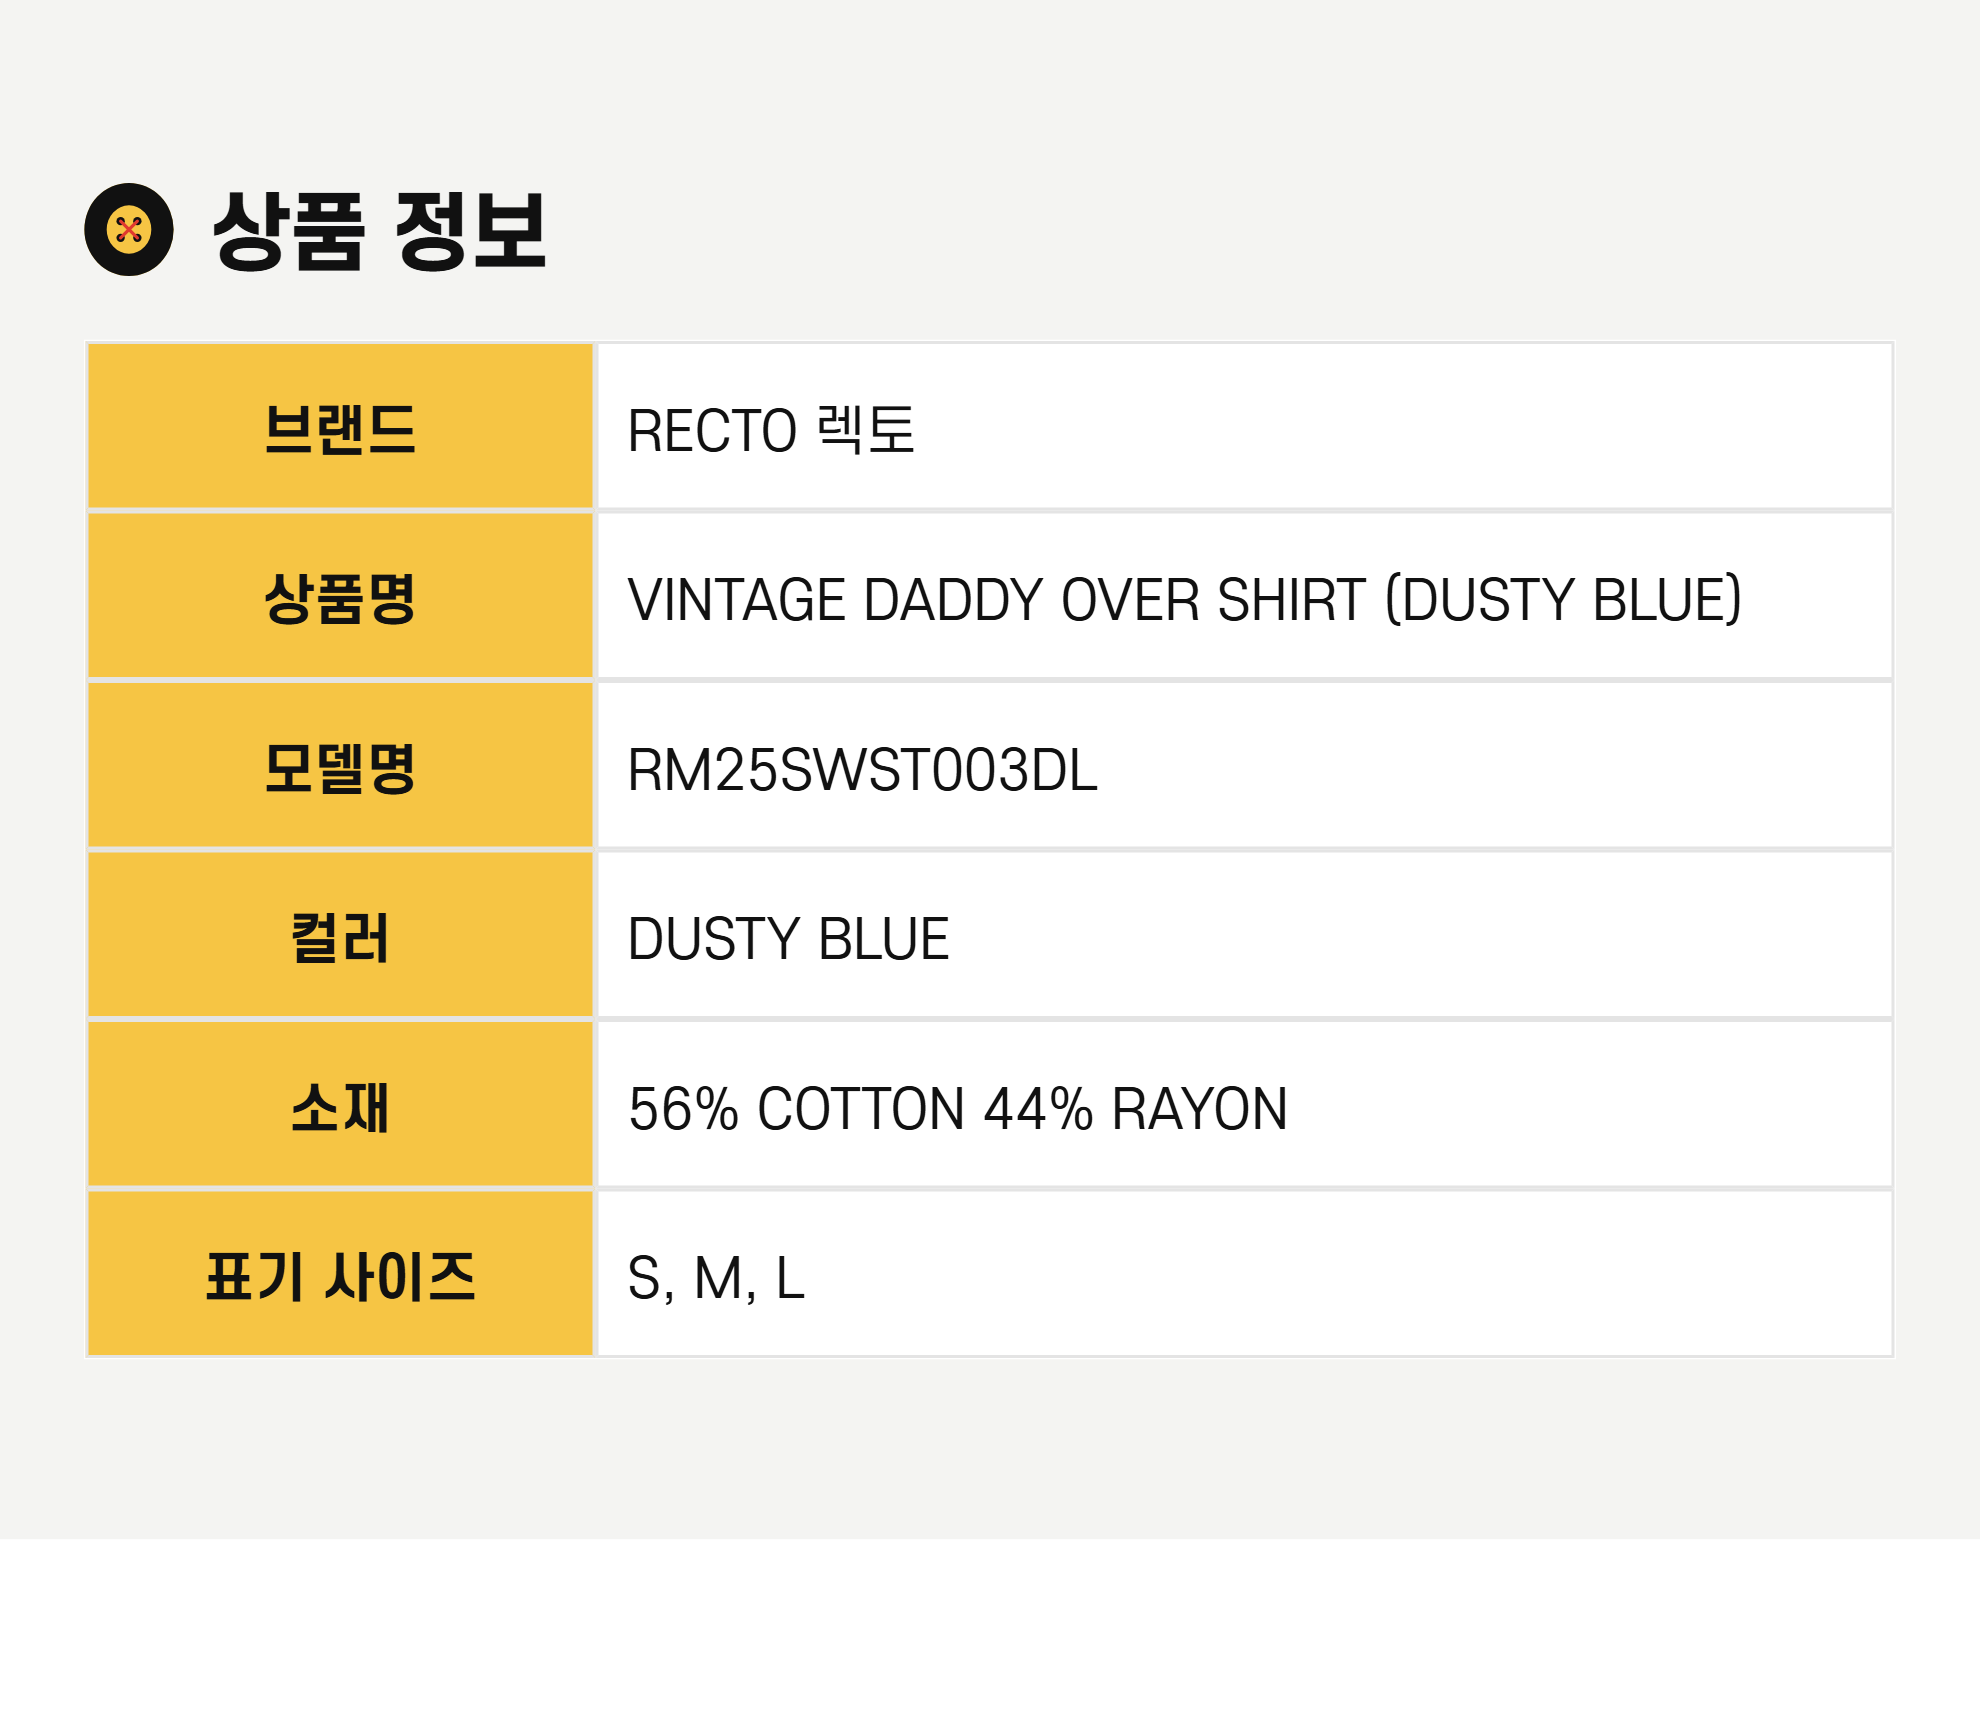 상품 정보
브랜드 RECTO 렉토
상품명 VINTAGE DADDY OVER SHIRT (DUSTY BLUE)
모델명 RM25SWST003DL
컬러 DUSTY BLUE
소재 56% COTTON 44% RAYON
표기 사이즈 S, M, L